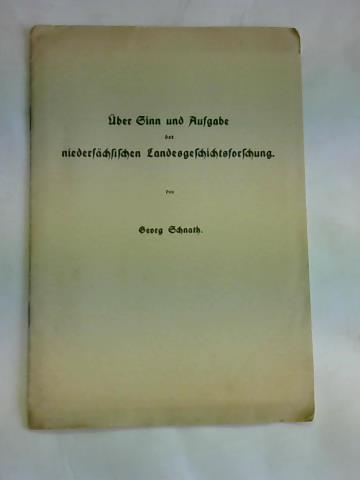 Über Sinn und Aufgabe
der
niedersächsischen Landesgeschichtsforschung.
Von
Georg Schnath.